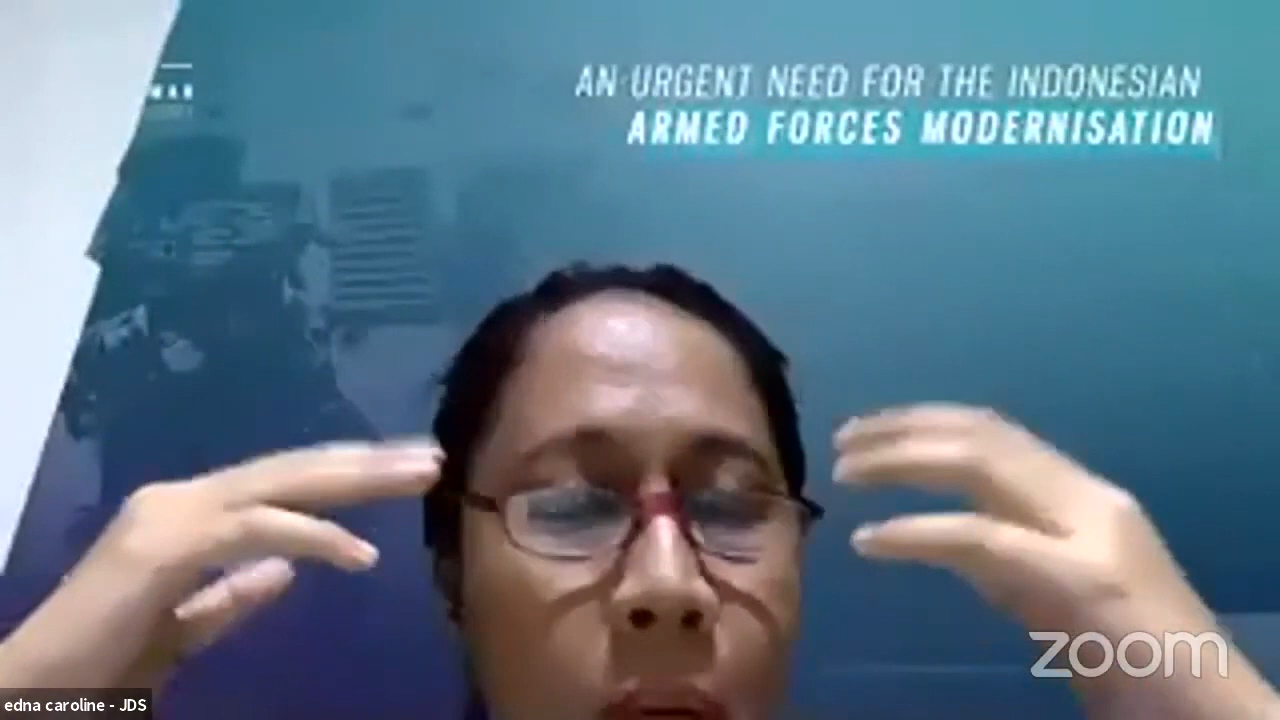 AN URGENT NEED FOR THE INDONESIAN
ARMED FORCES MODERNISATION
zoom
edna caroline - JDS